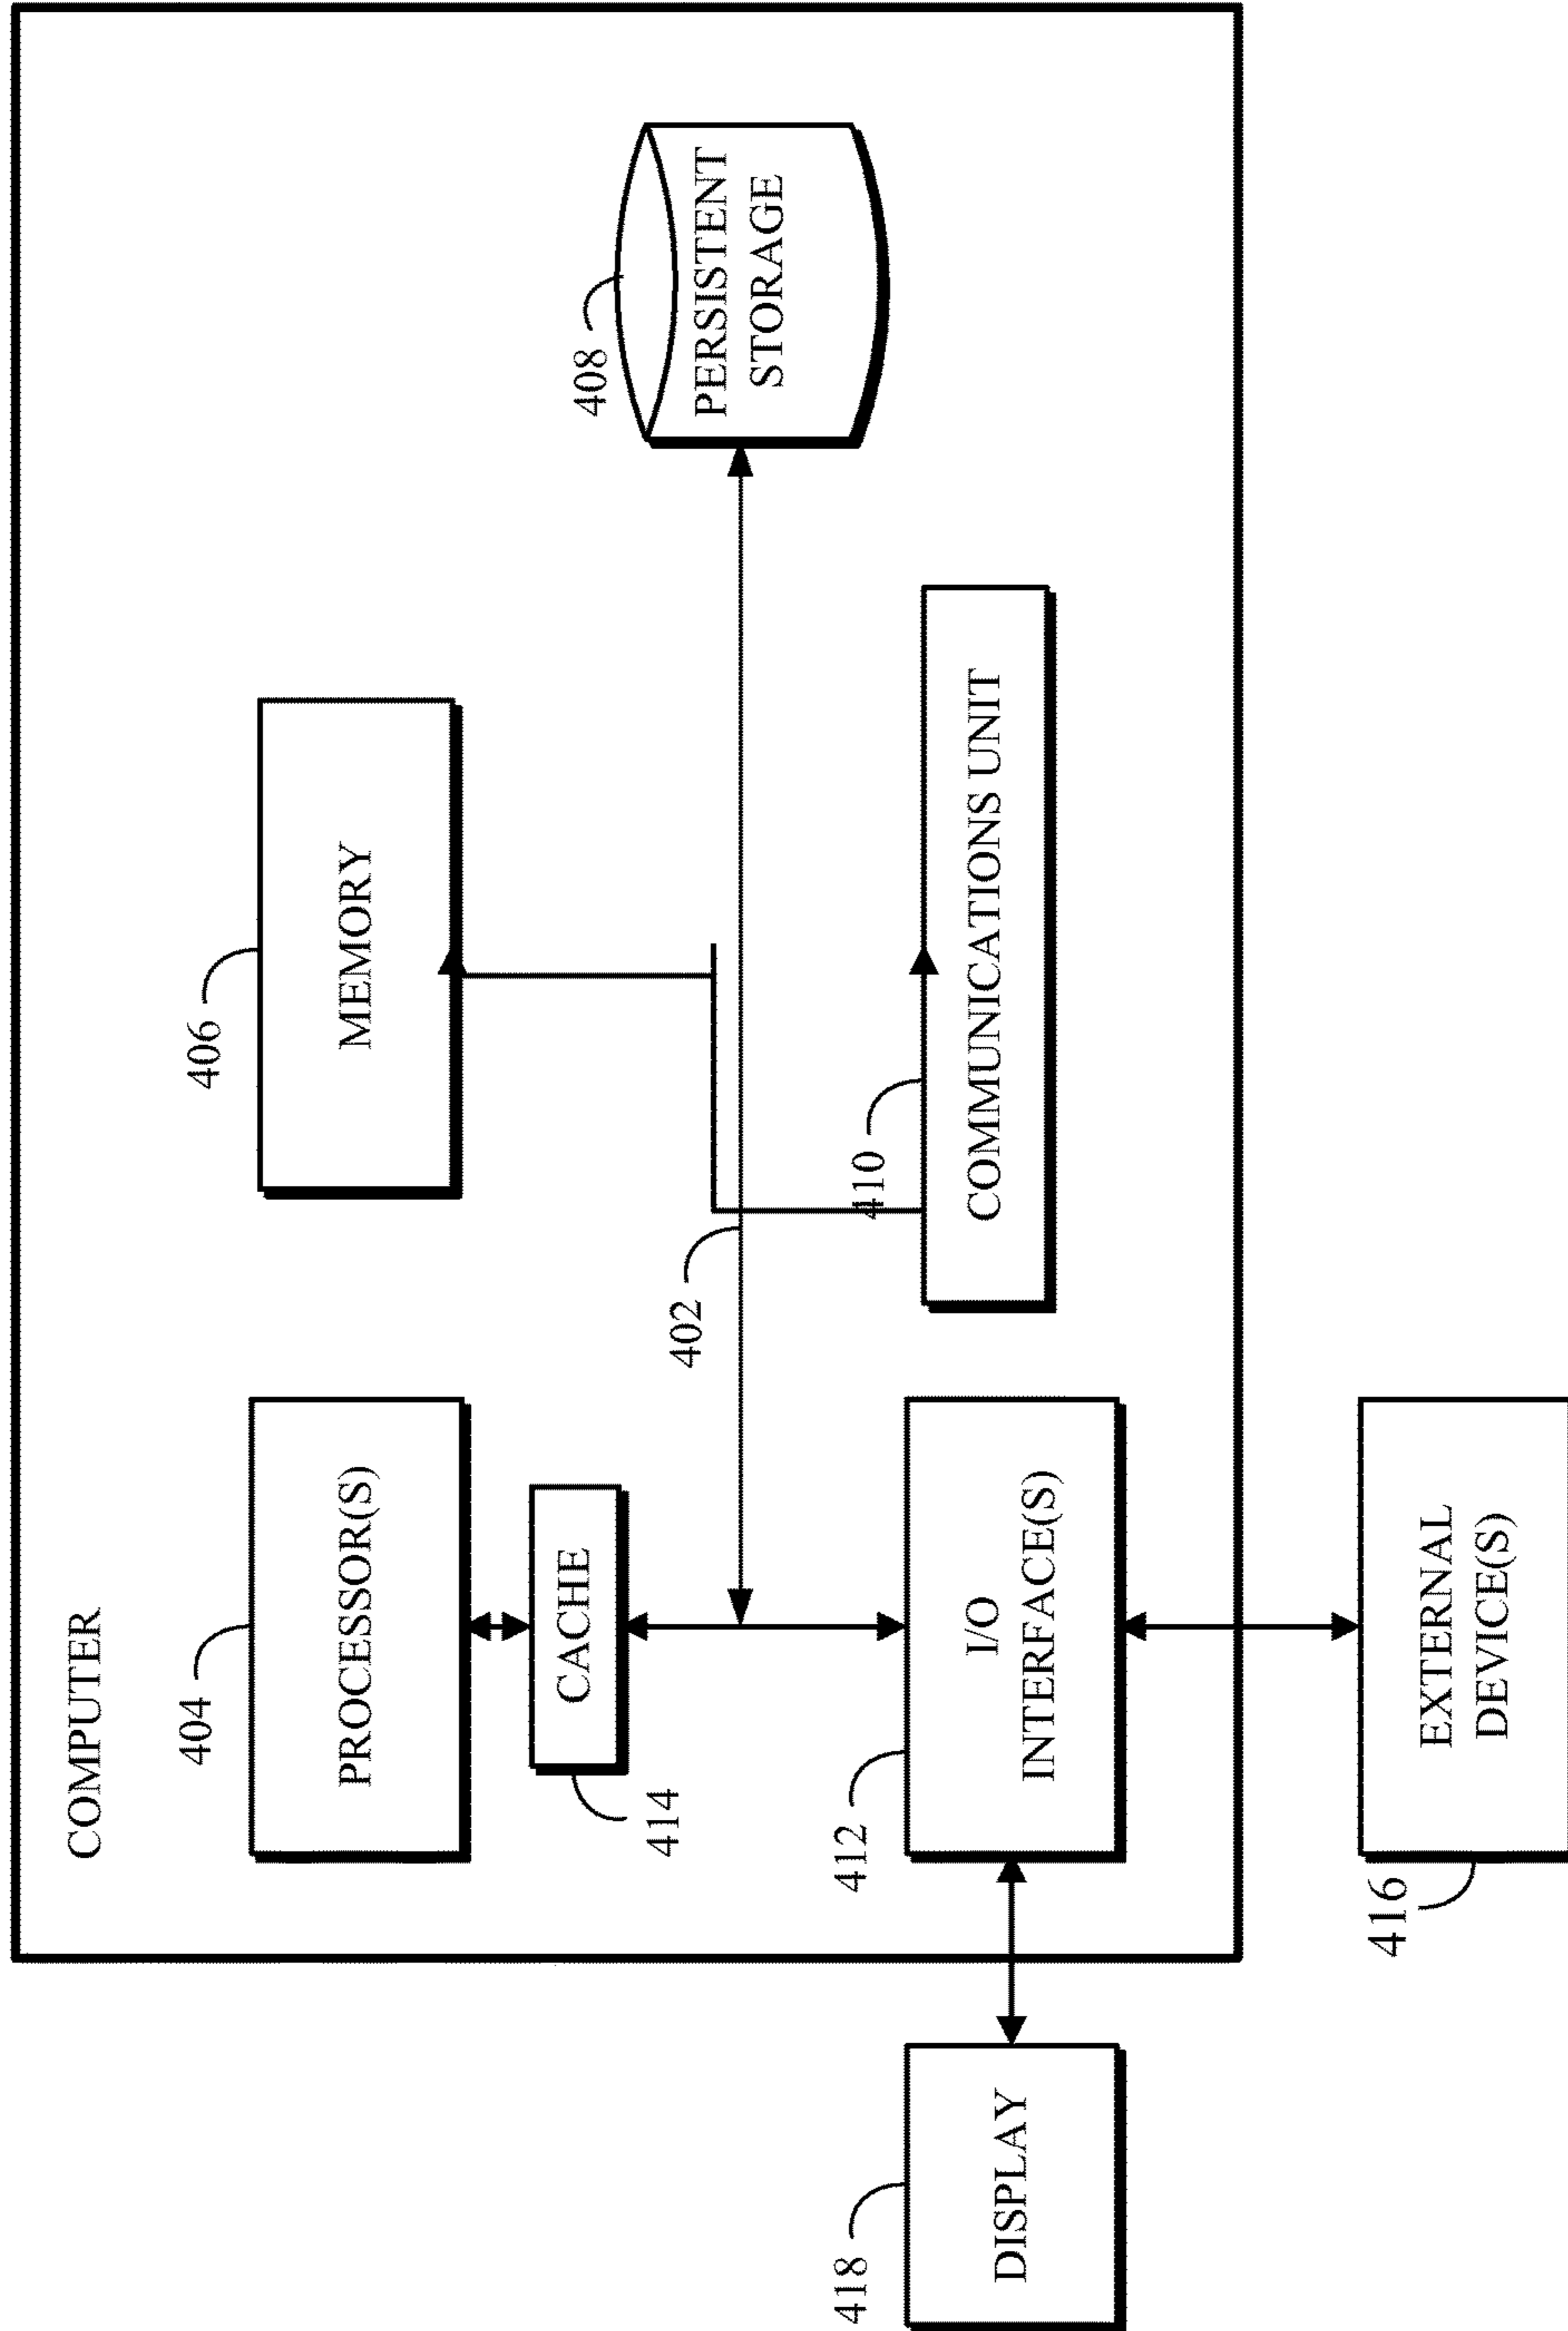 COMPUTER
404
PROCESSOR(S)
406
MEMORY
414
CACHE
402
408
PERSISTENT
STORAGE
418
DISPLAY
412
I/O
INTERFACE(S)
410
COMMUNICATIONS UNIT
416
EXTERNAL
DEVICE(S)